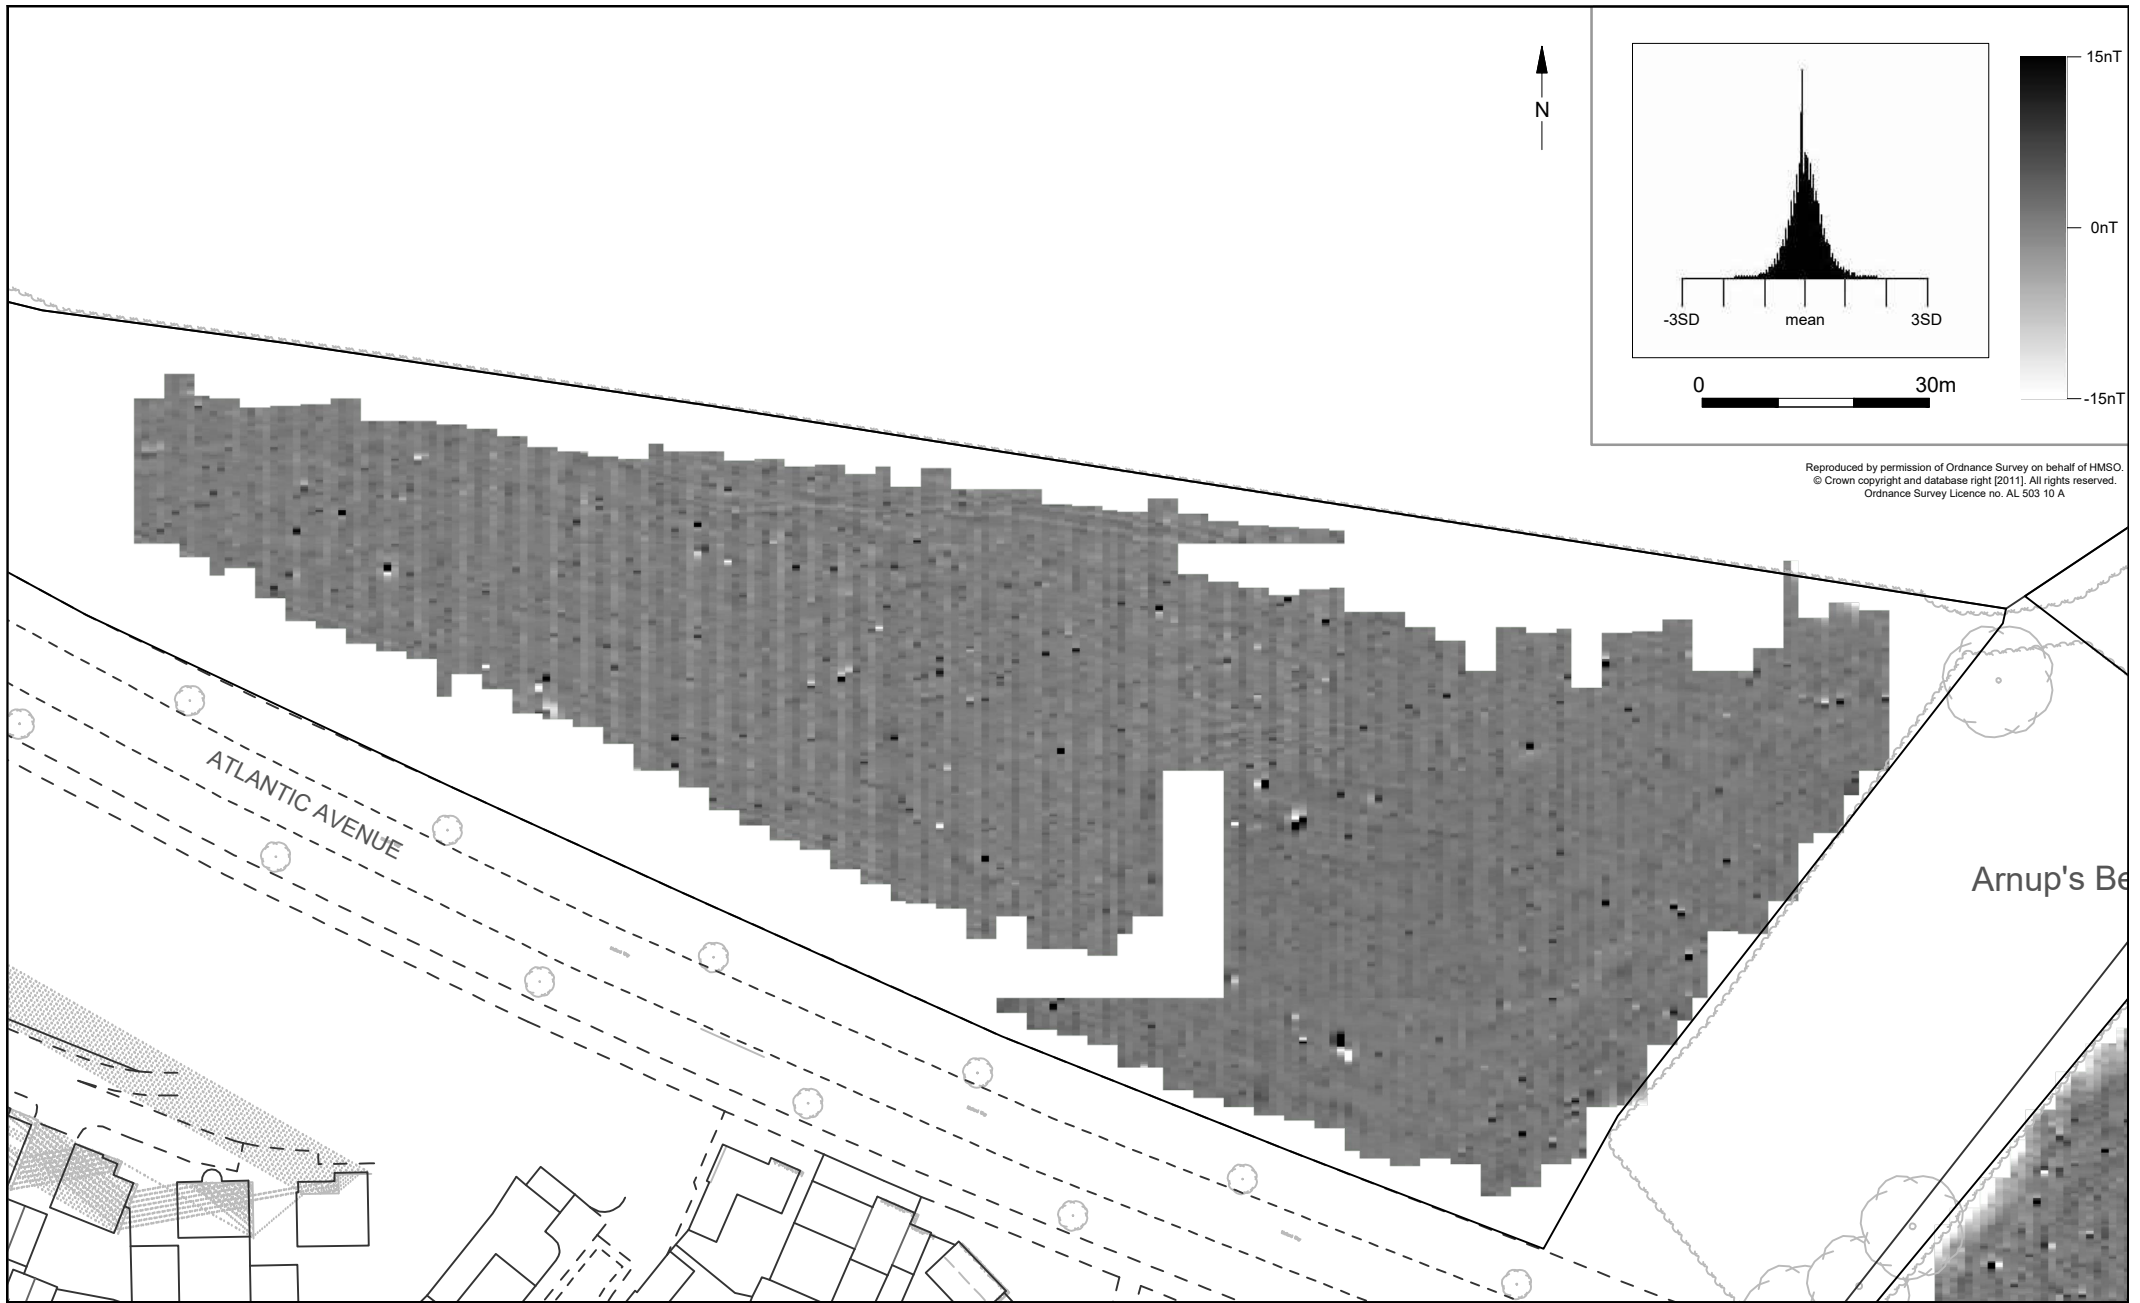 15nT
N
0nT
-3SD
mean
3SD
0
30m
-15nT
Reproduced by permission of Ordnance Survey on behalf of HMSO.
© Crown copyright and database right [2011]. All rights reserved.
Ordnance Survey Licence no. AL 503 10 A
ATLANTIC AVENUE
Arnup's Be